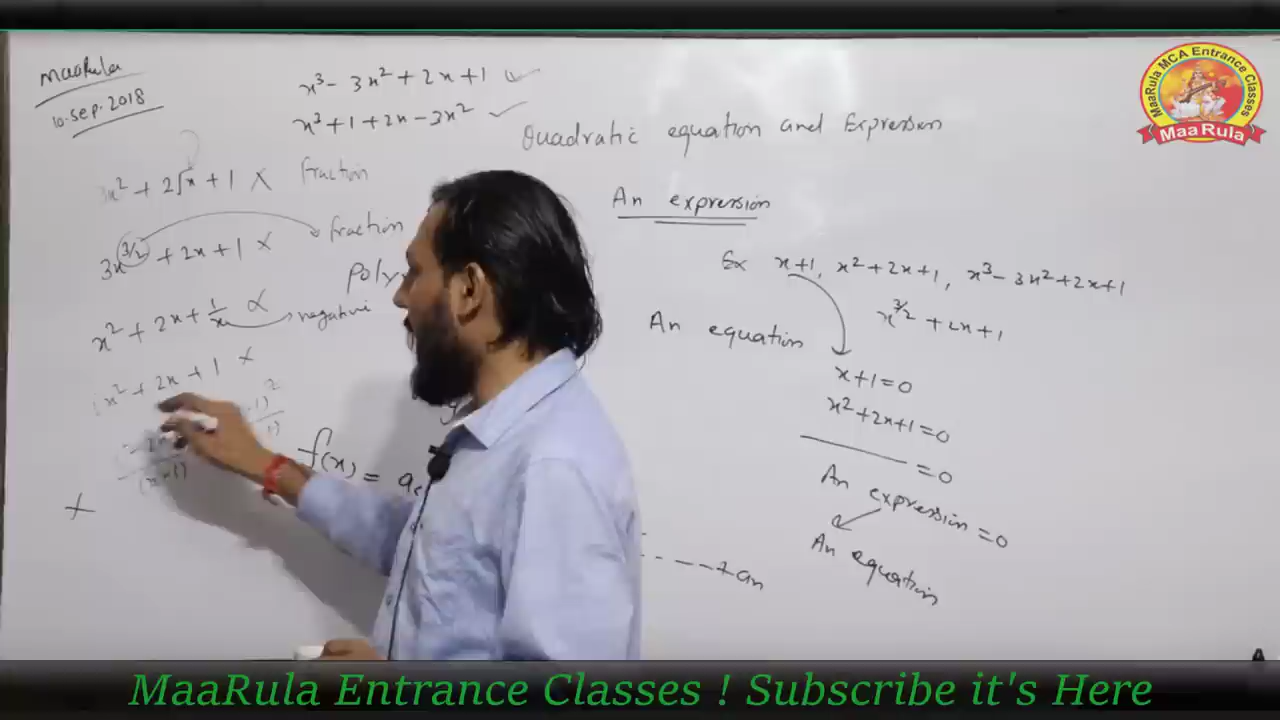 MaaRula
10-Sep-2018
x³ - 3x² + 2x + 1 ✓
x³ + 1 + 2x - 3x² ✓
3x² + 2√x + 1 × fraction
3x^(3/2) + 2x + 1 × fraction
x² + 2x + 1/x × negative
x² + 2x + 1 ×
×
f(x) =
Quadratic equation and Expression
An expression
Ex x+1, x²+2x+1, x³-3x²+2x+1
x^(3/2) + 2x+1
An equation
x+1=0
x²+2x+1=0
=0
An expression =0
An equation
- - - - +an
MaaRula MCA Entrance Classes
MaaRula
MaaRula Entrance Classes ! Subscribe it's Here